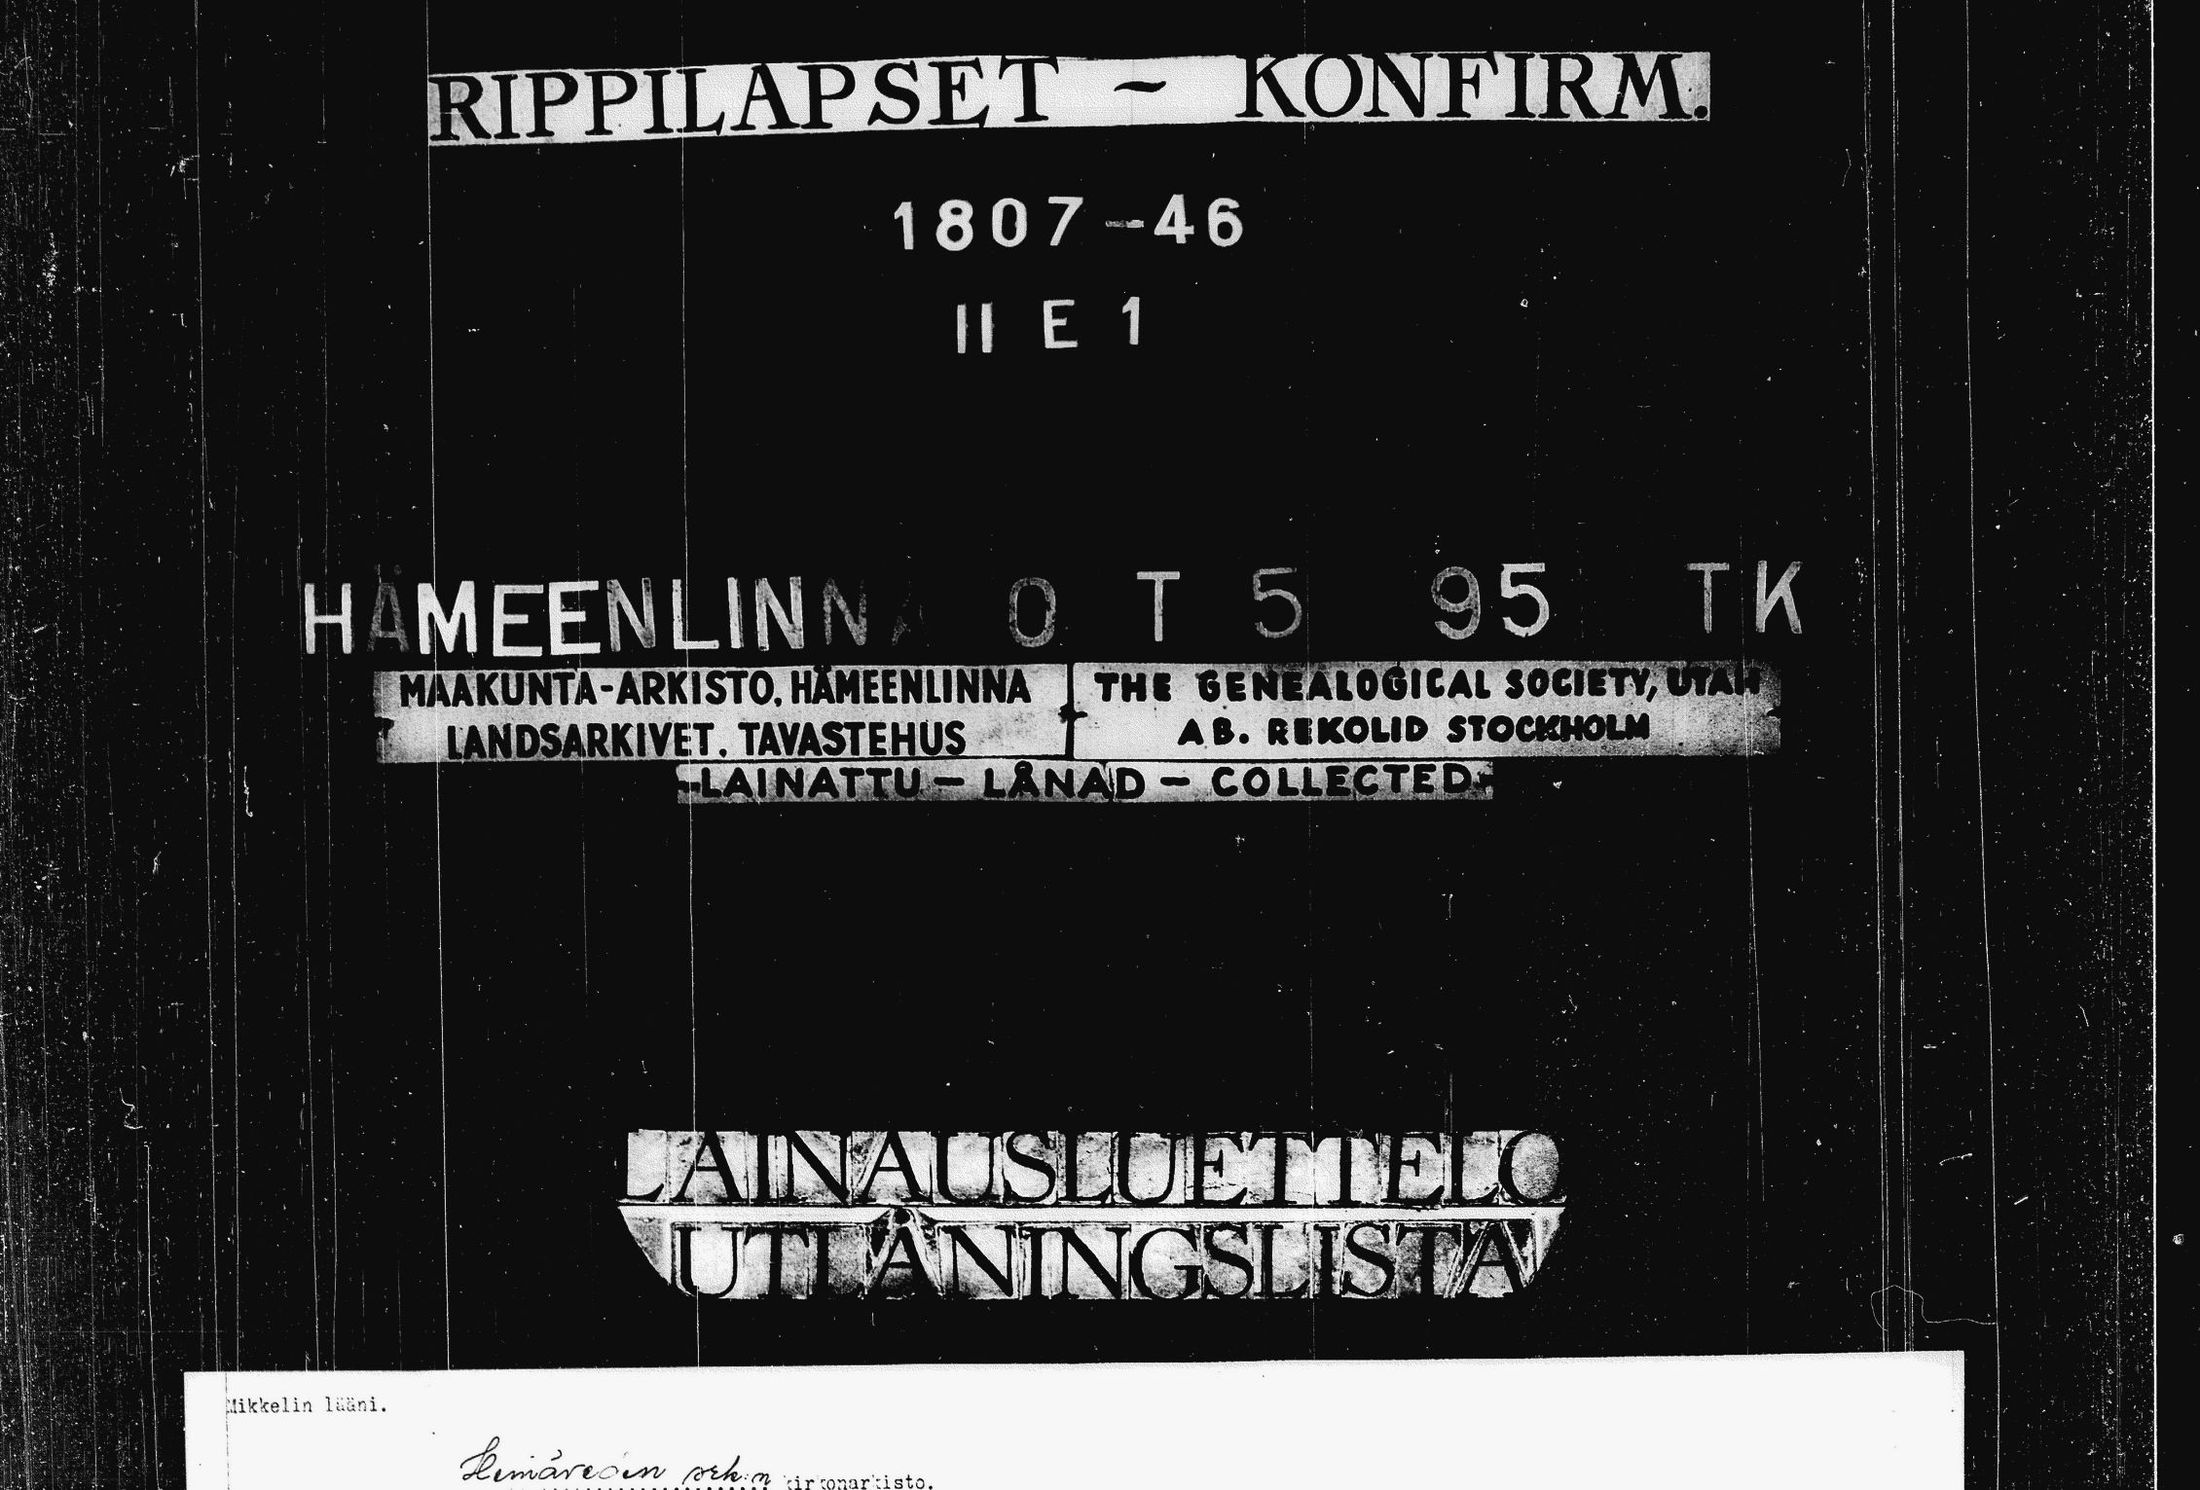 RIPPILAPSET - KONFIRM.
1807-46
II E 1
HÄMEENLINNA O T 5 95 TK
MAAKUNTA-ARKISTO, HÄMEENLINNA
LANDSARKIVET, TAVASTEHUS
THE GENEALOGICAL SOCIETY, UTAH
AB. REKOLID STOCKHOLM
-LAINATTU - LÅNAD - COLLECTED-
LAINAUSLUETTELO
UTLÅNINGSLISTA
Mikkelin lääni.
kirkonarkisto.